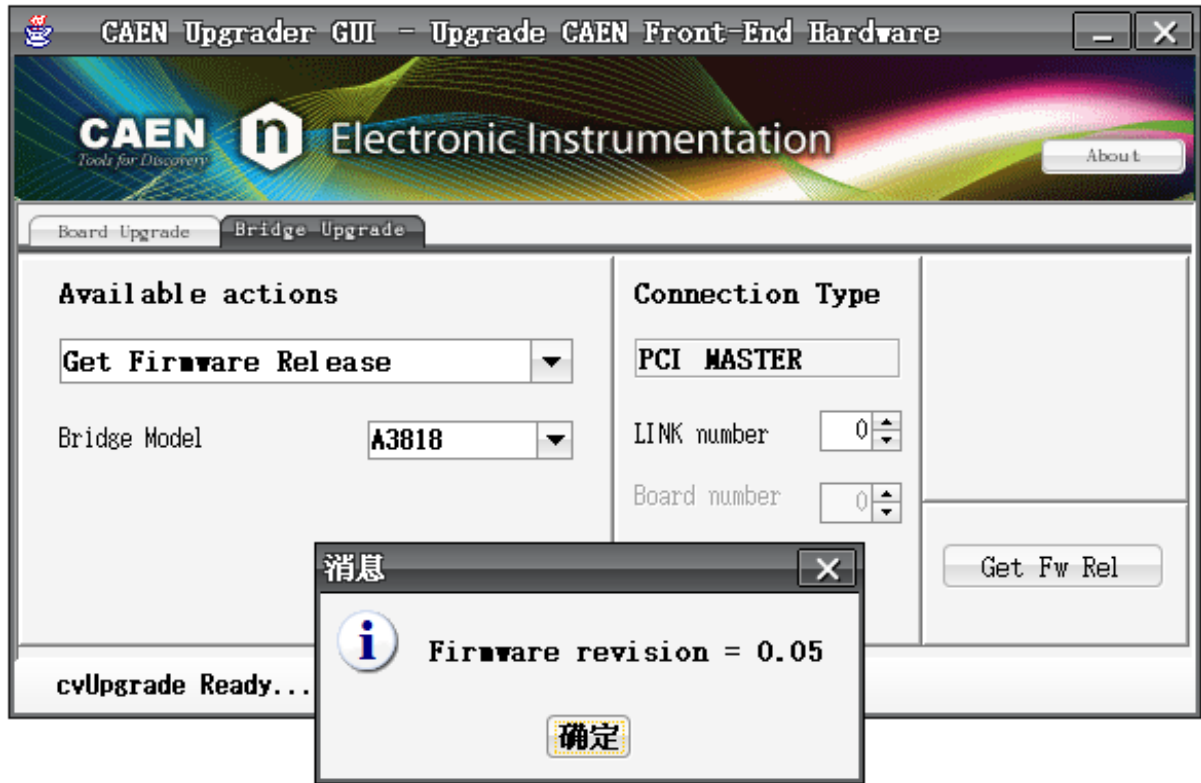 CAEN Upgrader GUI - Upgrade CAEN Front-End Hardware
CAEN n Electronic Instrumentation
Tools for Discovery
About
Board Upgrade Bridge Upgrade
Available actions
Get Firmware Release
Bridge Model A3818
Connection Type
PCI MASTER
LINK number 0
Board number 0
Get Fw Rel
消息
Firmware revision = 0.05
确定
cvUpgrade Ready...